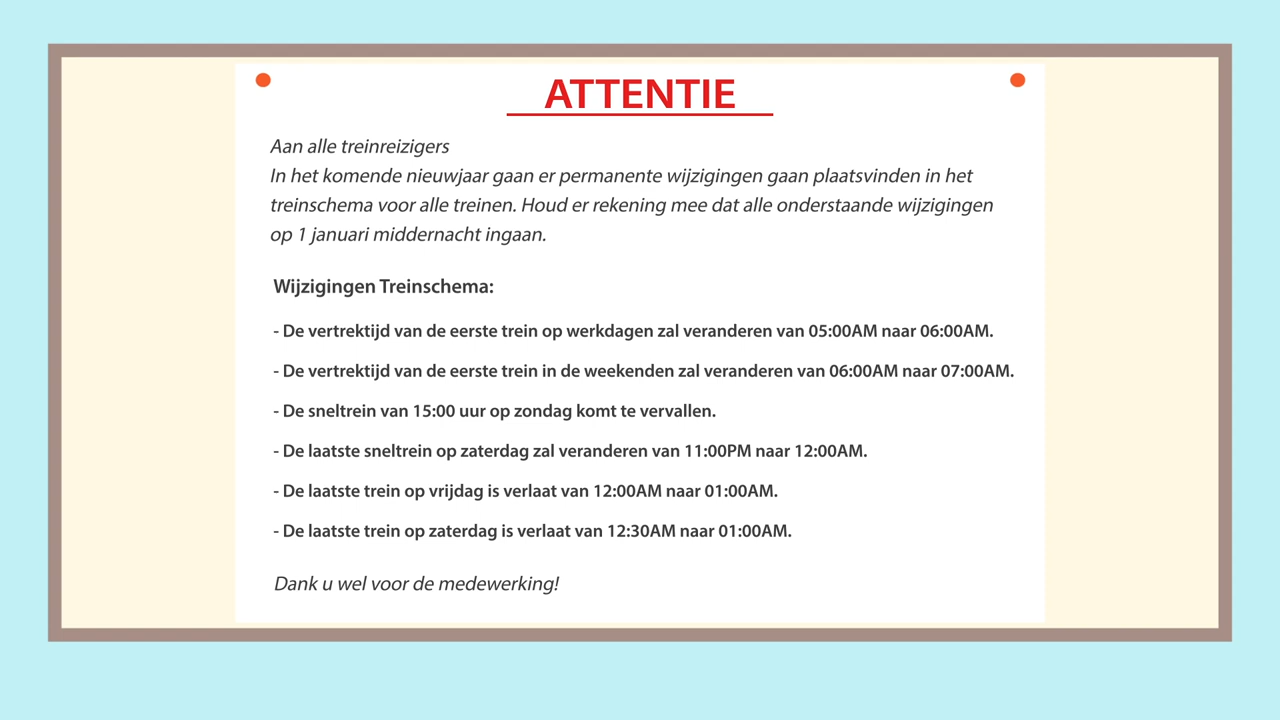 ATTENTIE
Aan alle treinreizigers
In het komende nieuwjaar gaan er permanente wijzigingen gaan plaatsvinden in het
treinschema voor alle treinen. Houd er rekening mee dat alle onderstaande wijzigingen
op 1 januari middernacht ingaan.
Wijzigingen Treinschema:
- De vertrektijd van de eerste trein op werkdagen zal veranderen van 05:00AM naar 06:00AM.
- De vertrektijd van de eerste trein in de weekenden zal veranderen van 06:00AM naar 07:00AM.
- De sneltrein van 15:00 uur op zondag komt te vervallen.
- De laatste sneltrein op zaterdag zal veranderen van 11:00PM naar 12:00AM.
- De laatste trein op vrijdag is verlaat van 12:00AM naar 01:00AM.
- De laatste trein op zaterdag is verlaat van 12:30AM naar 01:00AM.
Dank u wel voor de medewerking!